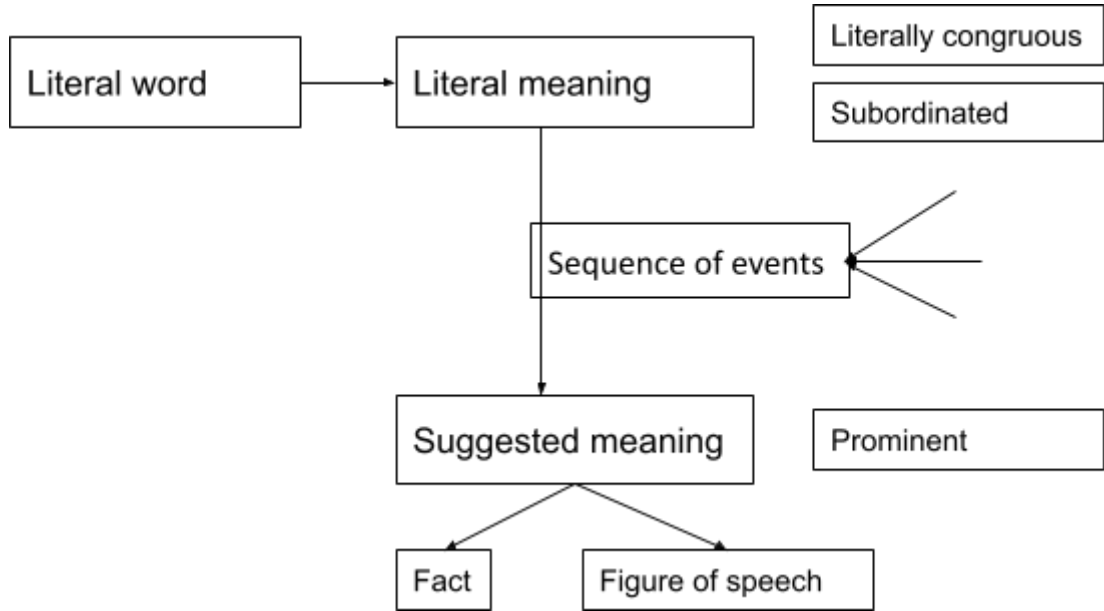 Literally congruous
Literal word
Literal meaning
Subordinated
Sequence of events
Suggested meaning
Prominent
Fact
Figure of speech